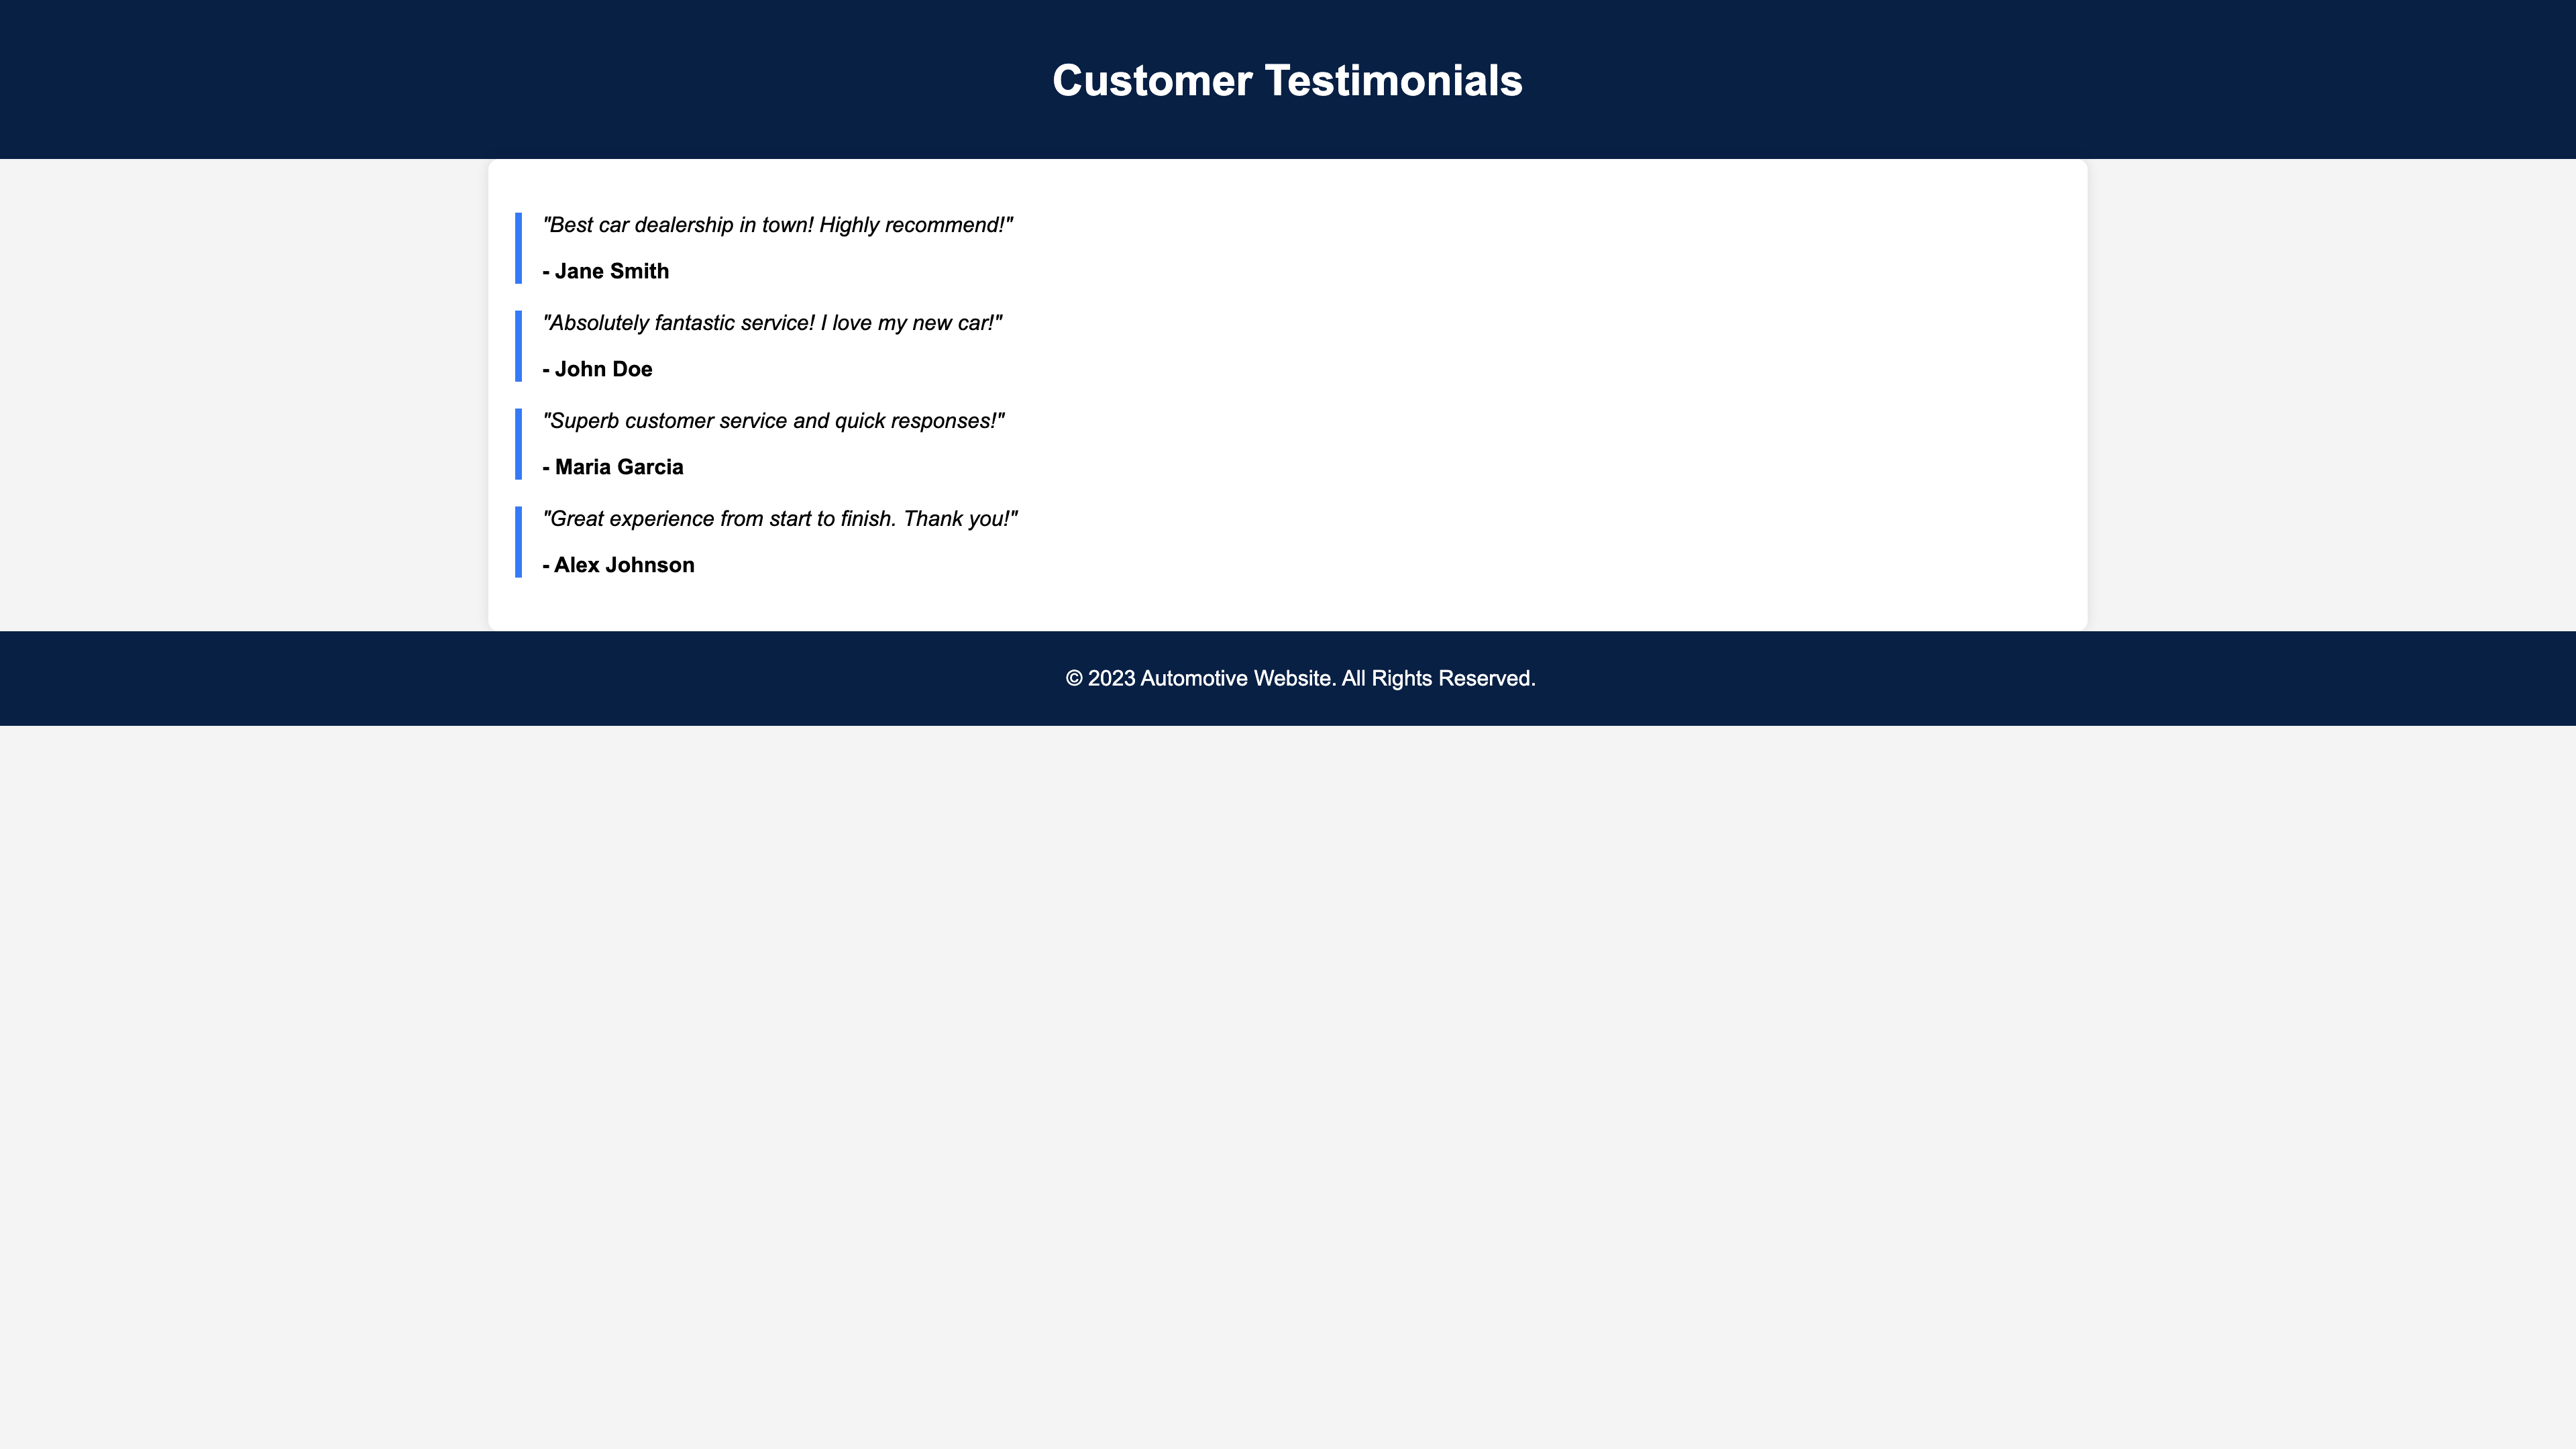 Customer Testimonials
"Best car dealership in town! Highly recommend!"
- Jane Smith
"Absolutely fantastic service! I love my new car!"
- John Doe
"Superb customer service and quick responses!"
- Maria Garcia
"Great experience from start to finish. Thank you!"
- Alex Johnson
© 2023 Automotive Website. All Rights Reserved.